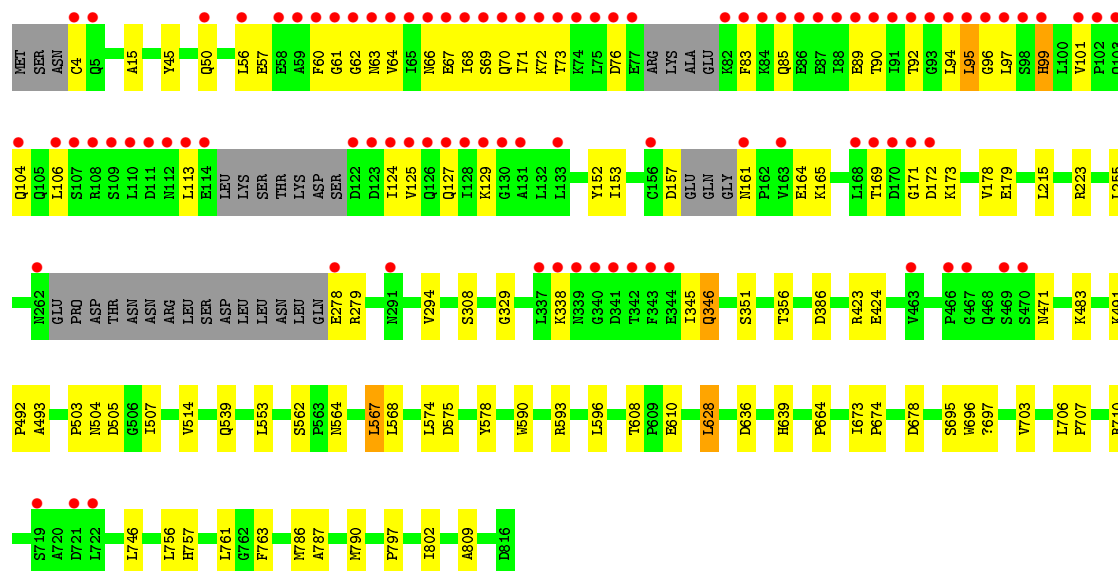 MET SER ASN C4 Q5 A15 Y45 Q50 L56 E57 E58 A59 F60 G61 G62 N63 V64 I65 N66 E67 I68 S69 Q70 I71 K72 T73 K74 L75 D76 E77 ARG LYS ALA GLU K82 F83 K84 Q85 E86 E87 I88 E89 T90 I91 T92 G93 L94 L95 G96 L97 S98 H99 L100 V101 P102 Q103
Q104 Q105 L106 S107 R108 S109 L110 D111 N112 L113 E114 LEU LYS SER THR LYS ASP SER D122 D123 I124 V125 Q126 Q127 I128 K129 G130 A131 L132 L133 Y152 I153 C156 D157 GLU GLN GLY N161 P162 V163 E164 K165 L168 T169 D170 G171 D172 K173 V178 E179 L215 R223 L255
N262 GLU PRO ASP THR ASN ASN ARG LEU SER ASP LEU LEU ASN LEU GLN E278 R279 N291 V294 S308 G329 L337 K338 N339 G340 D341 T342 F343 E344 I345 Q346 S351 T356 D386 R423 E424 V463 P466 G467 Q468 S469 S470 N471 K483 K491
P492 A493 P503 N504 D505 G506 I507 V514 Q539 L553 S562 P563 N564 L567 L568 L574 D575 Y578 W590 R593 L596 T608 P609 E610 L628 D636 H639 P664 I673 P674 D678 S695 W696 ?697 V703 L706 P707
S719 A720 D721 L722 L746 L756 H757 L761 G762 F763 M786 A787 M790 P797 I802 A809 D816